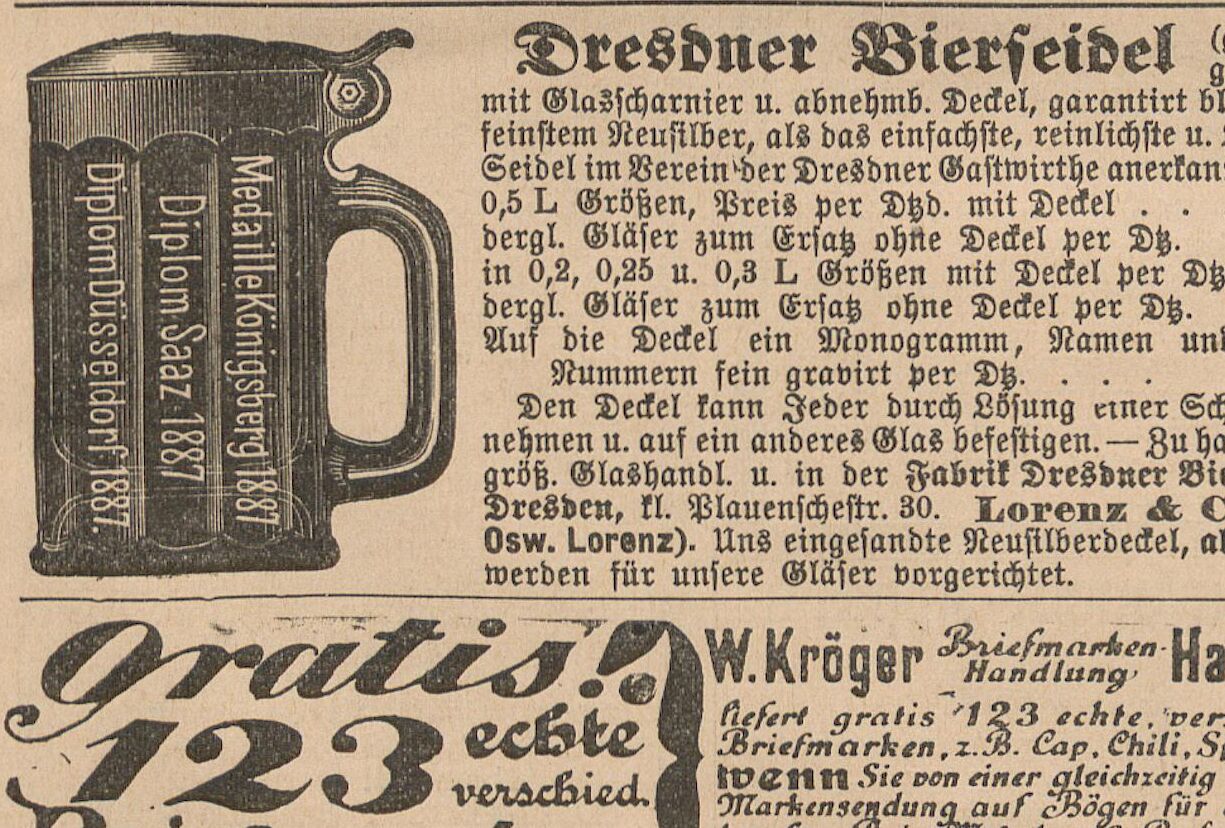 Medaille Königsberg 1887
Diplom Saaz 1887
Diplom Düsseldorf 1887.
Dresdner Bierseidel
mit Glasscharnier u. abnehmb. Deckel, garantirt
feinstem Neusilber, als das einfachste, reinlichste u.
Seidel im Verein der Dresdner Gastwirthe
0,5 L Größen, Preis per Dtzd. mit Deckel . .
dergl. Gläser zum Ersatz ohne Deckel per Dtz.
in 0,2, 0,25 u. 0,3 L Größen mit Deckel per Dtz
dergl. Gläser zum Ersatz ohne Deckel per Dtz.
Auf die Deckel ein Monogramm, Namen
Nummern fein gravirt per Dtz. . . .
Den Deckel kann Jeder durch Lösung einer
nehmen u. auf ein anderes Glas befestigen. — Zu
größ. Glashandl. u. in der Fabrik Dresdner
Dresden, kl. Plauenschestr. 30. Lorenz &
Osw. Lorenz). Uns eingesandte Neusilberdeckel,
werden für unsere Gläser vorgerichtet.
Gratis!
123 echte
verschied.
W. Kröger Briefmarken-
Handlung
liefert gratis 123 echte,
Briefmarken, z. B. Cap, Chili,
wenn Sie von einer gleichzeitig
Markensendung auf Bögen für